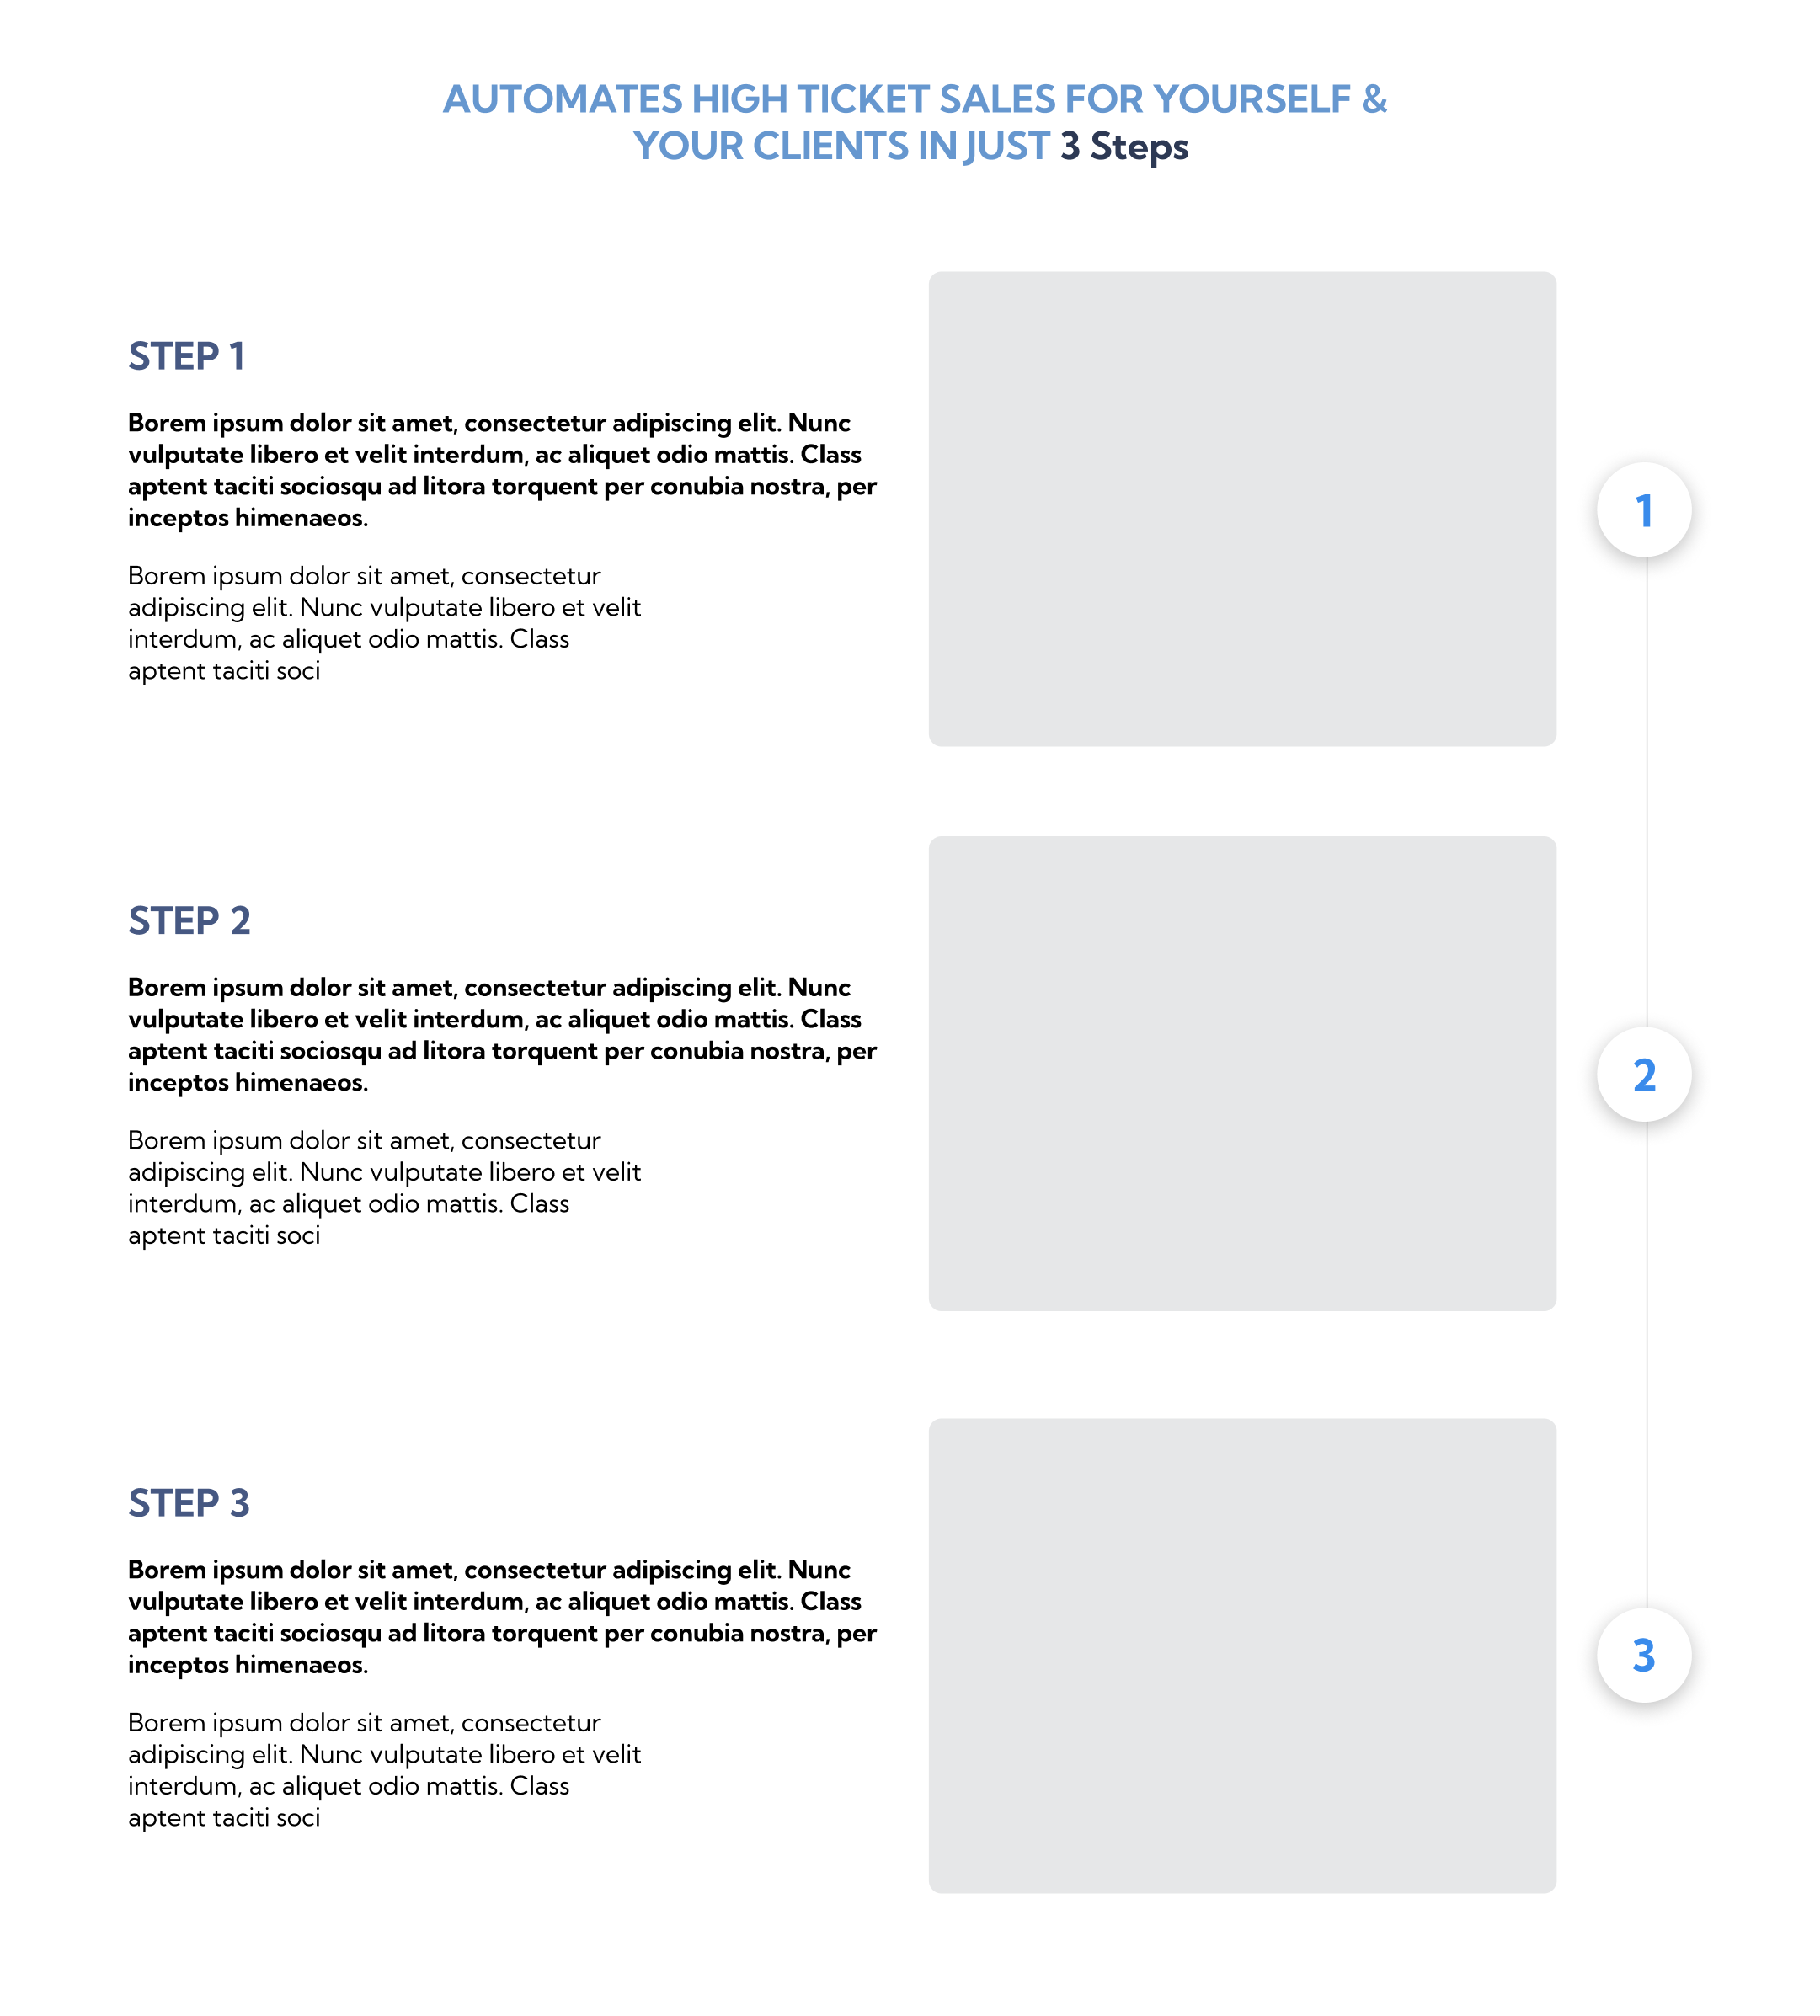 AUTOMATES HIGH TICKET SALES FOR YOURSELF &
YOUR CLIENTS IN JUST 3 Steps
STEP 1
Borem ipsum dolor sit amet, consectetur adipiscing elit. Nunc
vulputate libero et velit interdum, ac aliquet odio mattis. Class
aptent taciti sociosqu ad litora torquent per conubia nostra, per
inceptos himenaeos.
Borem ipsum dolor sit amet, consectetur
adipiscing elit. Nunc vulputate libero et velit
interdum, ac aliquet odio mattis. Class
aptent taciti soci
1
STEP 2
Borem ipsum dolor sit amet, consectetur adipiscing elit. Nunc
vulputate libero et velit interdum, ac aliquet odio mattis. Class
aptent taciti sociosqu ad litora torquent per conubia nostra, per
inceptos himenaeos.
Borem ipsum dolor sit amet, consectetur
adipiscing elit. Nunc vulputate libero et velit
interdum, ac aliquet odio mattis. Class
aptent taciti soci
2
STEP 3
Borem ipsum dolor sit amet, consectetur adipiscing elit. Nunc
vulputate libero et velit interdum, ac aliquet odio mattis. Class
aptent taciti sociosqu ad litora torquent per conubia nostra, per
inceptos himenaeos.
Borem ipsum dolor sit amet, consectetur
adipiscing elit. Nunc vulputate libero et velit
interdum, ac aliquet odio mattis. Class
aptent taciti soci
3